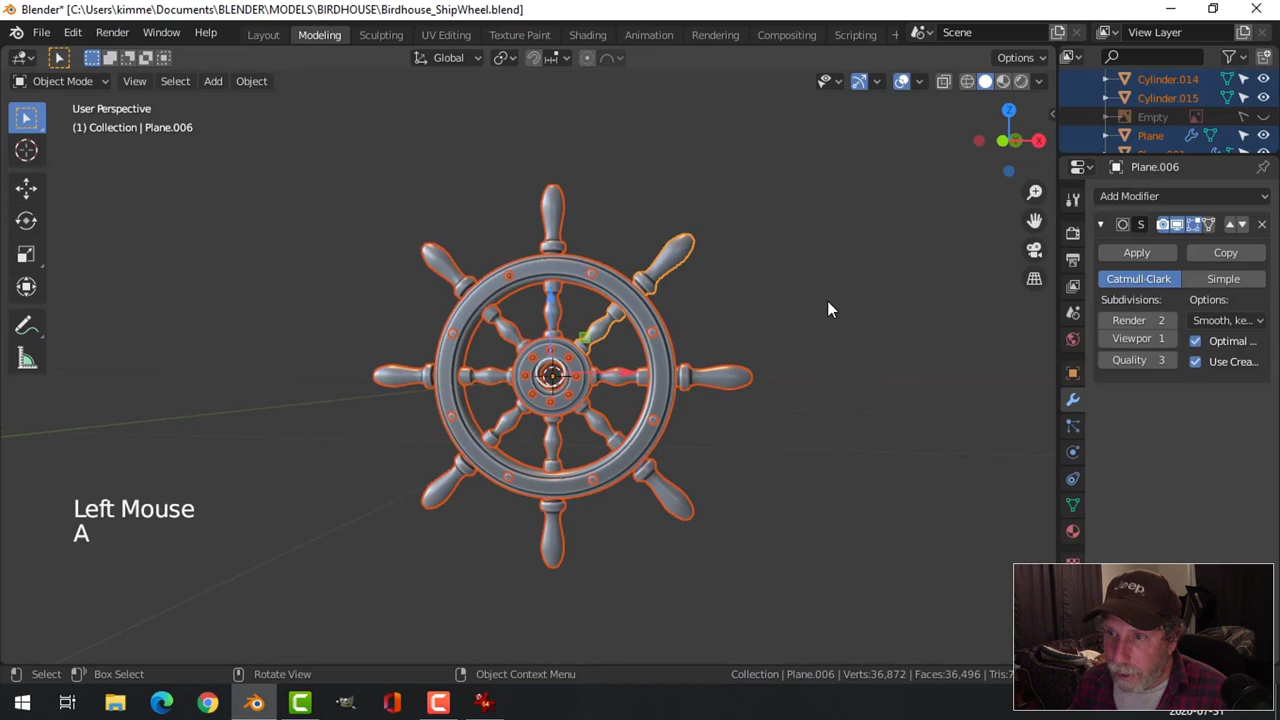 Blender* [C:\Users\kimme\Documents\BLENDER\MODELS\BIRDHOUSE\Birdhouse_ShipWheel.blend]
File Edit Render Window Help Layout Modeling Sculpting UV Editing Texture Paint Shading Animation Rendering Compositing Scripting Scene View Layer
Global Options
Object Mode View Select Add Object
Cylinder.014
Cylinder.015
Empty
Plane
User Perspective
(1) Collection | Plane.006
Z
X
Plane.006
Add Modifier
S
Apply Copy
Catmull-Clark Simple
Subdivisions: Options:
Render 2 Smooth, ke...
Viewpor 1 Optimal ...
Quality 3 Use Crea...
Left Mouse
A
Jeep
Select Box Select Rotate View Object Context Menu Collection | Plane.006 | Verts:36,872 | Faces:36,496 | Tris:7